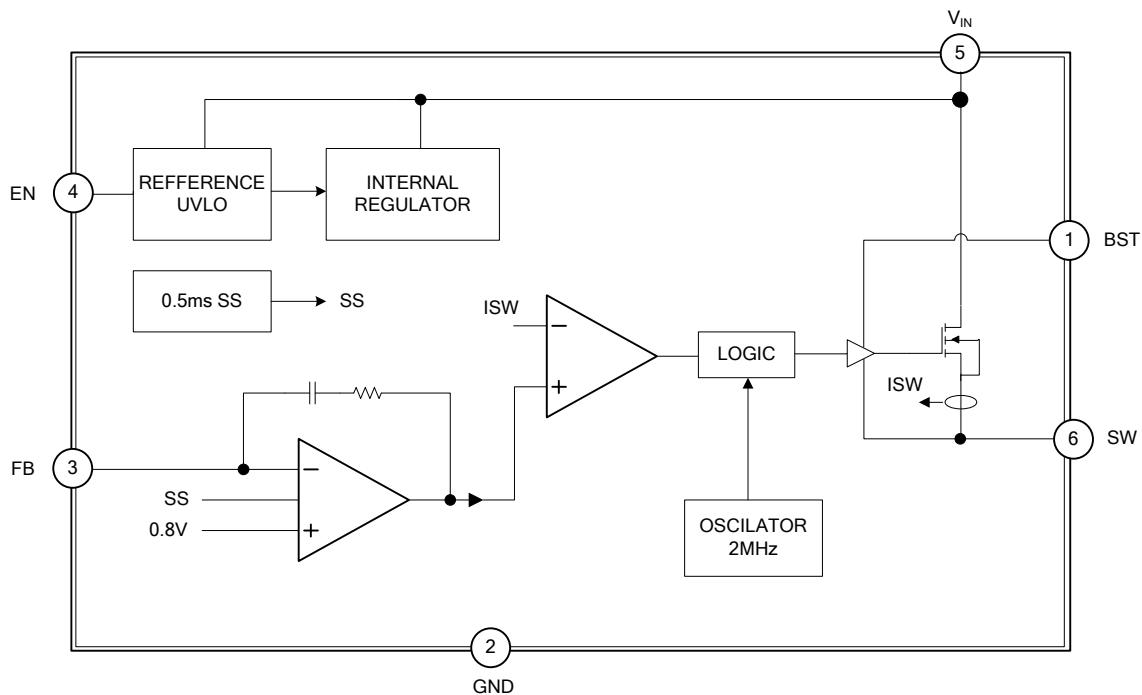 VIN
5
EN
4
REFFERENCE
UVLO
INTERNAL
REGULATOR
1
BST
0.5ms SS
SS
ISW
−
+
LOGIC
ISW
6
SW
FB
3
−
SS
0.8V
+
OSCILATOR
2MHz
2
GND